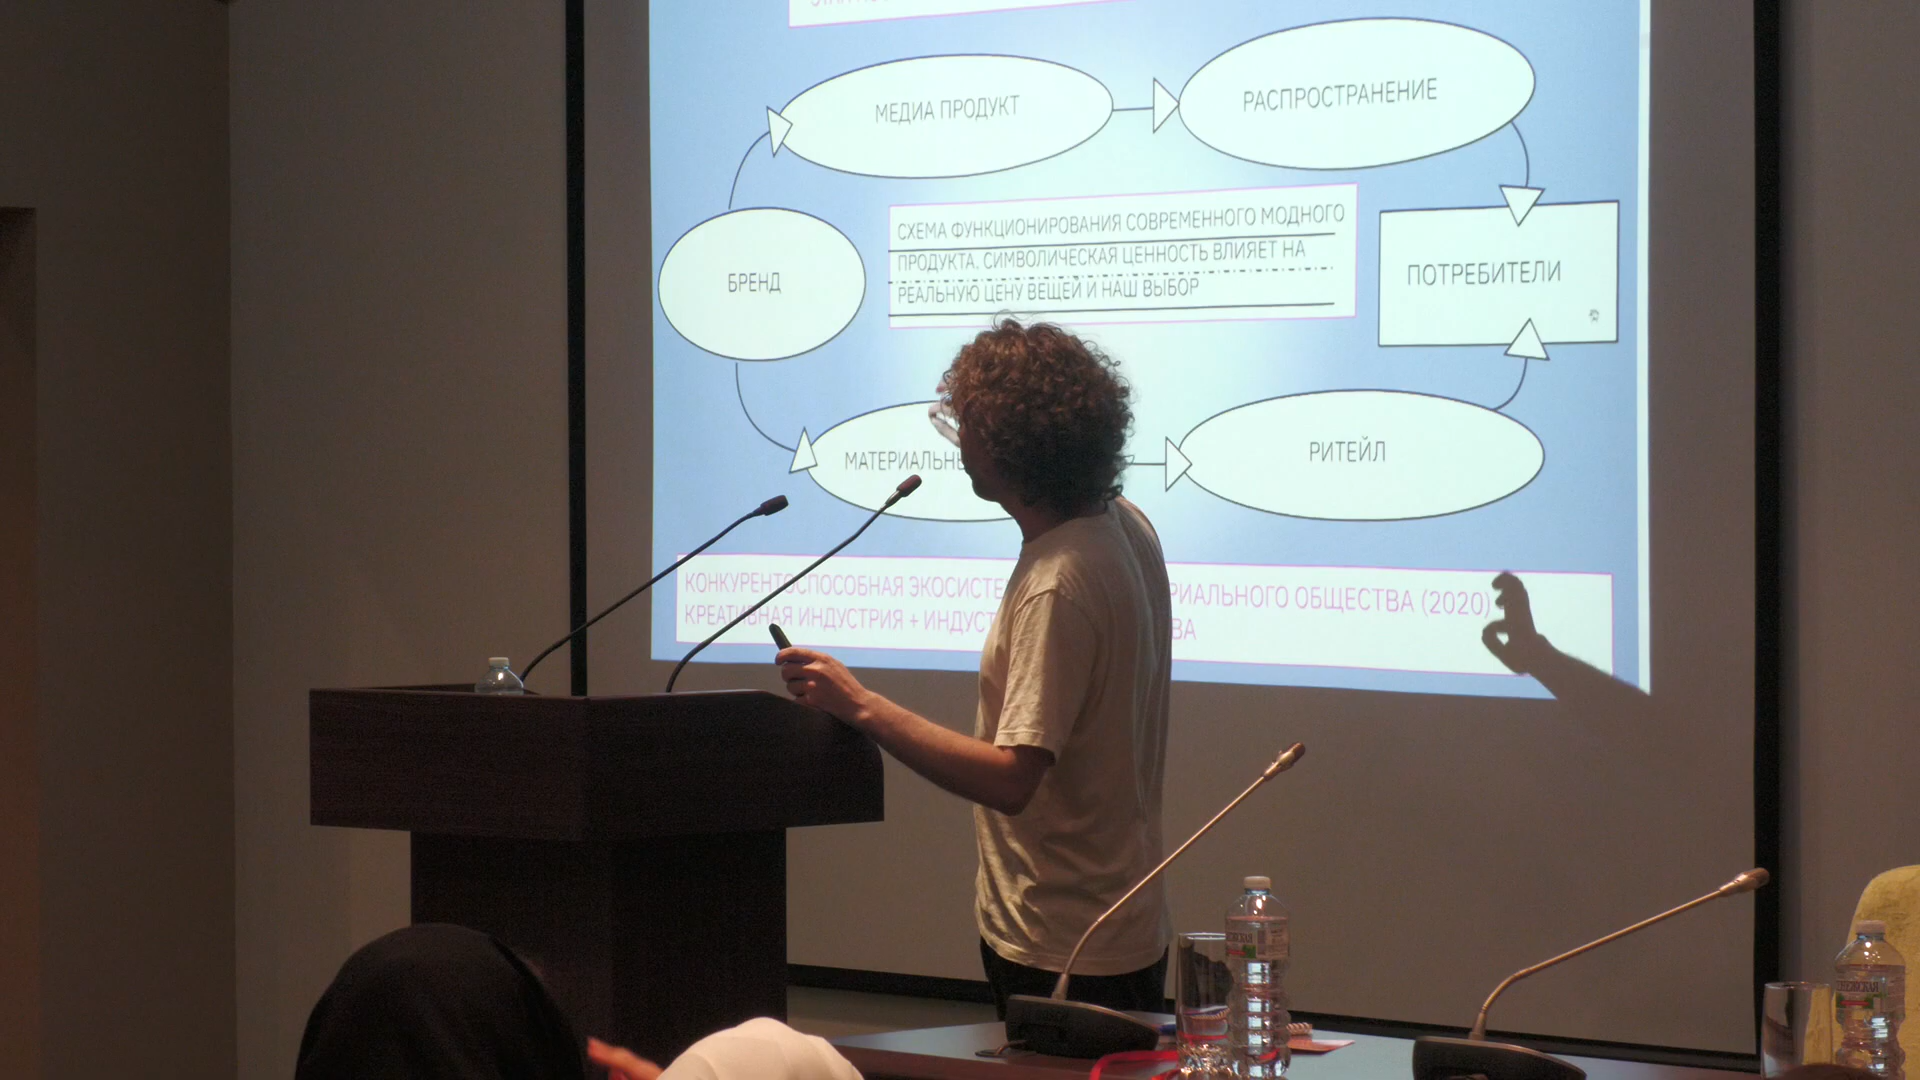 МЕДИА ПРОДУКТ
РАСПРОСТРАНЕНИЕ
СХЕМА ФУНКЦИОНИРОВАНИЯ СОВРЕМЕННОГО МОДНОГО
ПРОДУКТА. СИМВОЛИЧЕСКАЯ ЦЕННОСТЬ ВЛИЯЕТ НА
РЕАЛЬНУЮ ЦЕНУ ВЕЩЕЙ И НАШ ВЫБОР
БРЕНД
ПОТРЕБИТЕЛИ
РИТЕЙЛ
КОНКУРЕНТОСПОСОБНАЯ ОБЩЕСТВА (2020)
КРЕАТИВНАЯ ИНДУСТРИЯ +